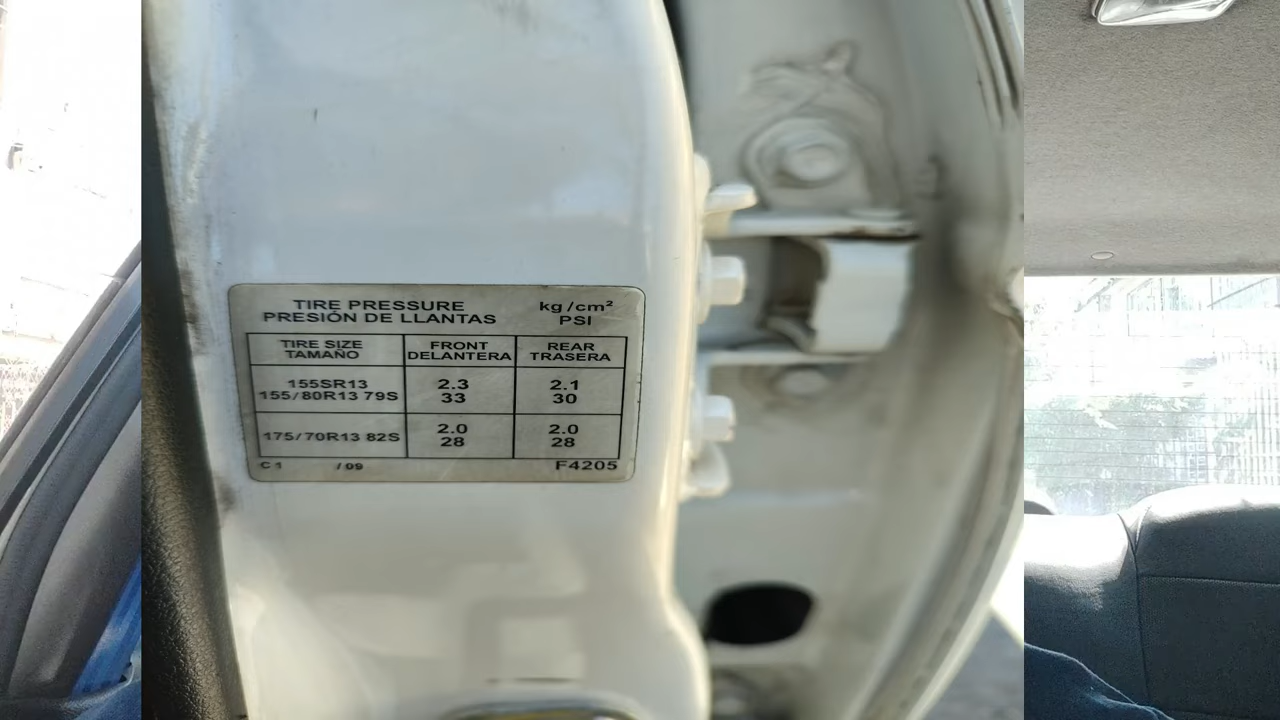 TIRE PRESSURE kg/cm²
PRESIÓN DE LLANTAS PSI
TIRE SIZE FRONT REAR
TAMAÑO DELANTERA TRASERA
155SR13 2.3 2.1
155/80R13 79S 33 30
175/70R13 82S 2.0 2.0
28 28
C1 /09 F4205